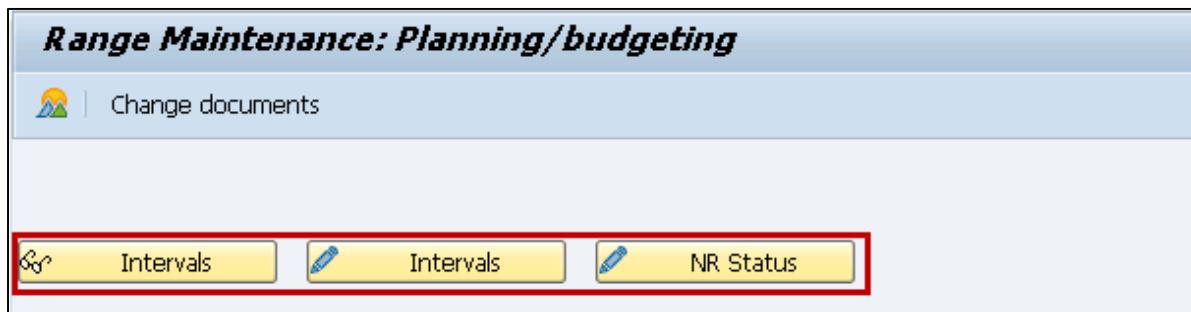 Range Maintenance: Planning/budgeting
Change documents
Intervals Intervals NR Status